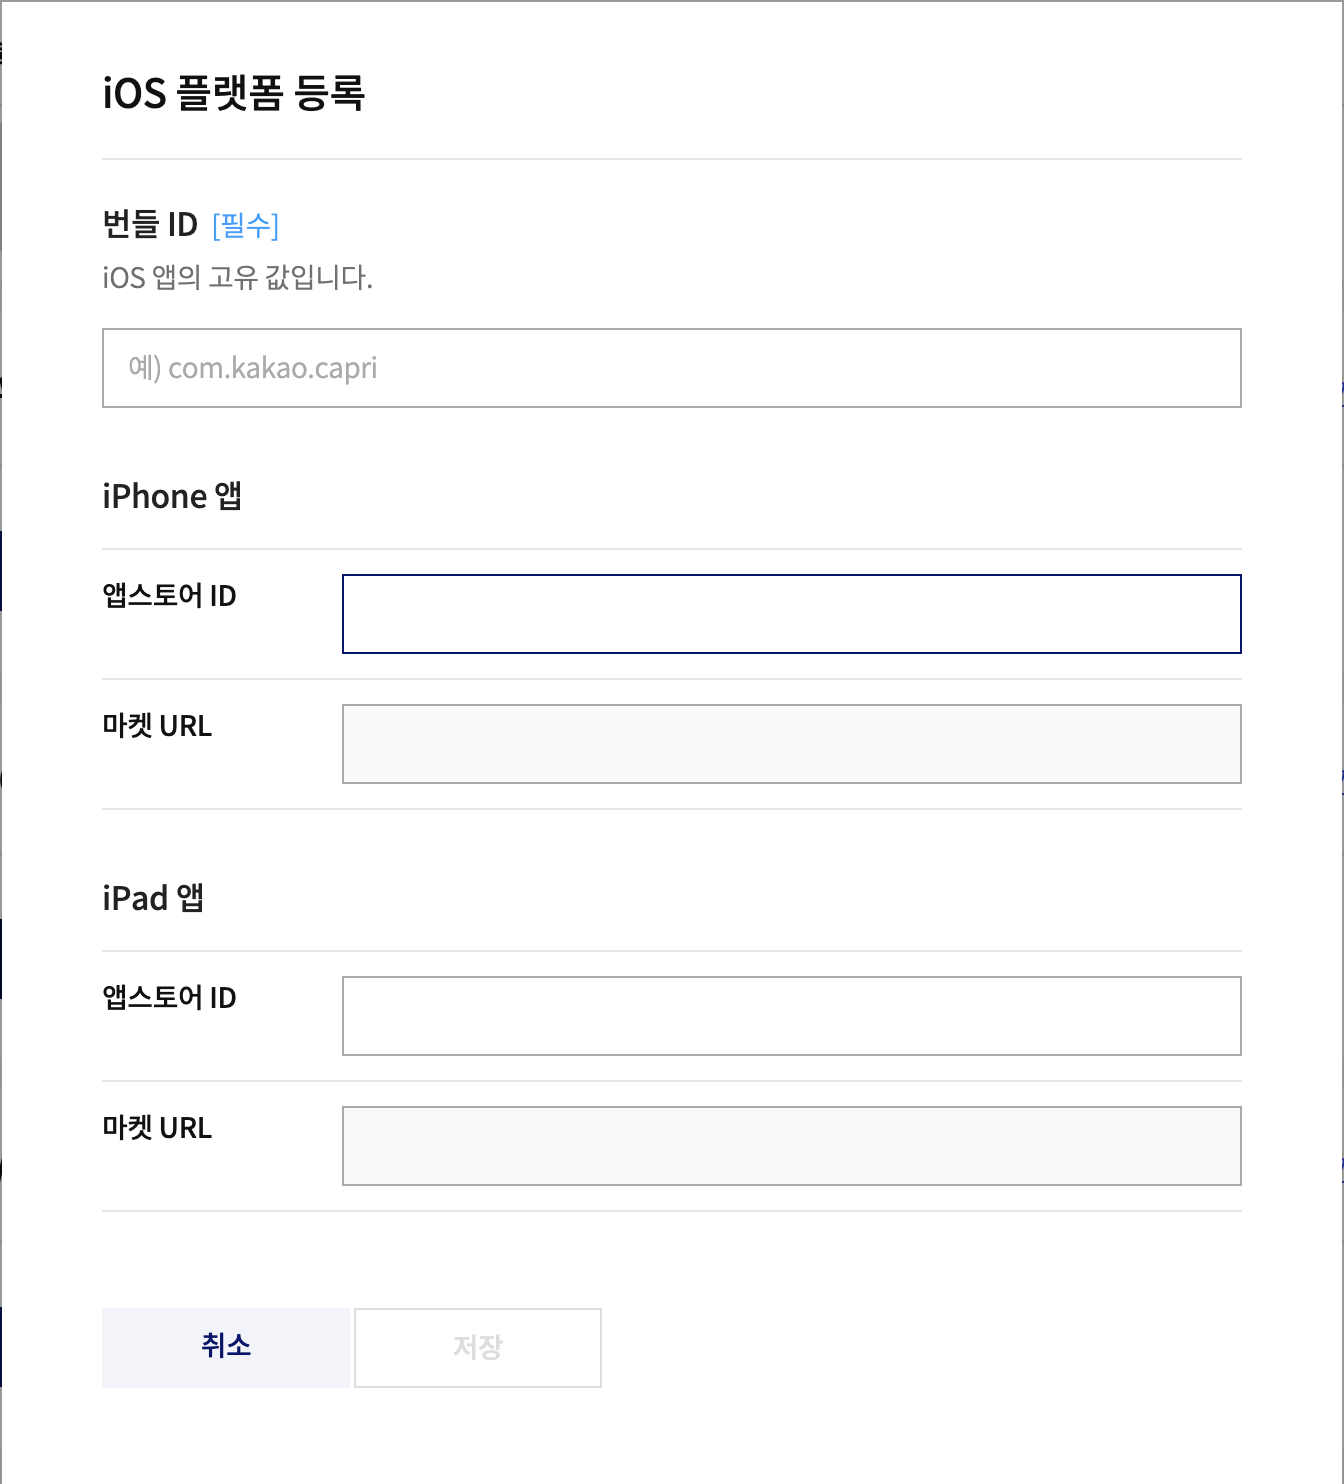 iOS 플랫폼 등록
번들 ID [필수]
iOS 앱의 고유 값입니다.
예) com.kakao.capri
iPhone 앱
앱스토어 ID
마켓 URL
iPad 앱
앱스토어 ID
마켓 URL
취소 저장